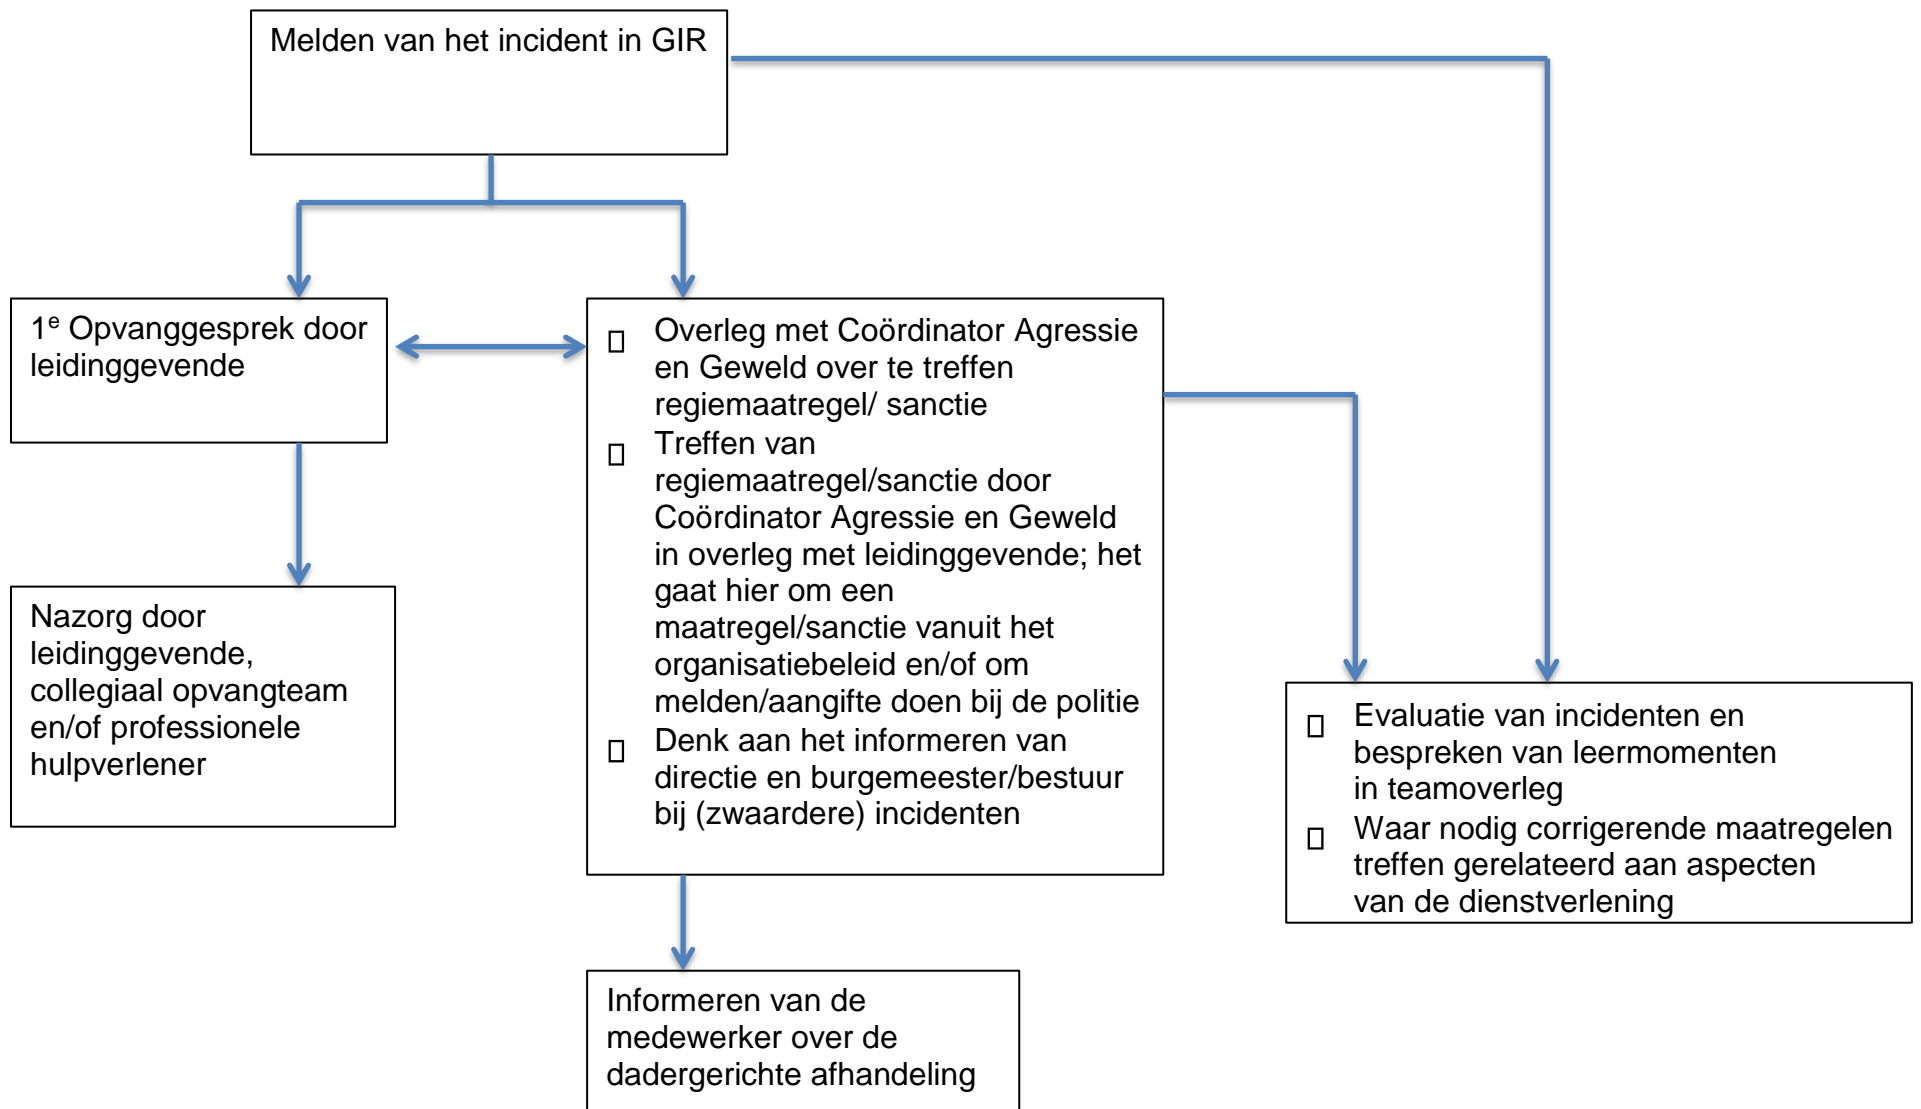 Melden van het incident in GIR
1e Opvanggesprek door
leidinggevende
Overleg met Coördinator Agressie
en Geweld over te treffen
regiemaatregel/ sanctie
Treffen van
regiemaatregel/sanctie door
Coördinator Agressie en Geweld
in overleg met leidinggevende; het
gaat hier om een
maatregel/sanctie vanuit het
organisatiebeleid en/of om
melden/aangifte doen bij de politie
Denk aan het informeren van
directie en burgemeester/bestuur
bij (zwaardere) incidenten
Nazorg door
leidinggevende,
collegiaal opvangteam
en/of professionele
hulpverlener
Evaluatie van incidenten en
bespreken van leermomenten
in teamoverleg
Waar nodig corrigerende maatregelen
treffen gerelateerd aan aspecten
van de dienstverlening
Informeren van de
medewerker over de
dadergerichte afhandeling